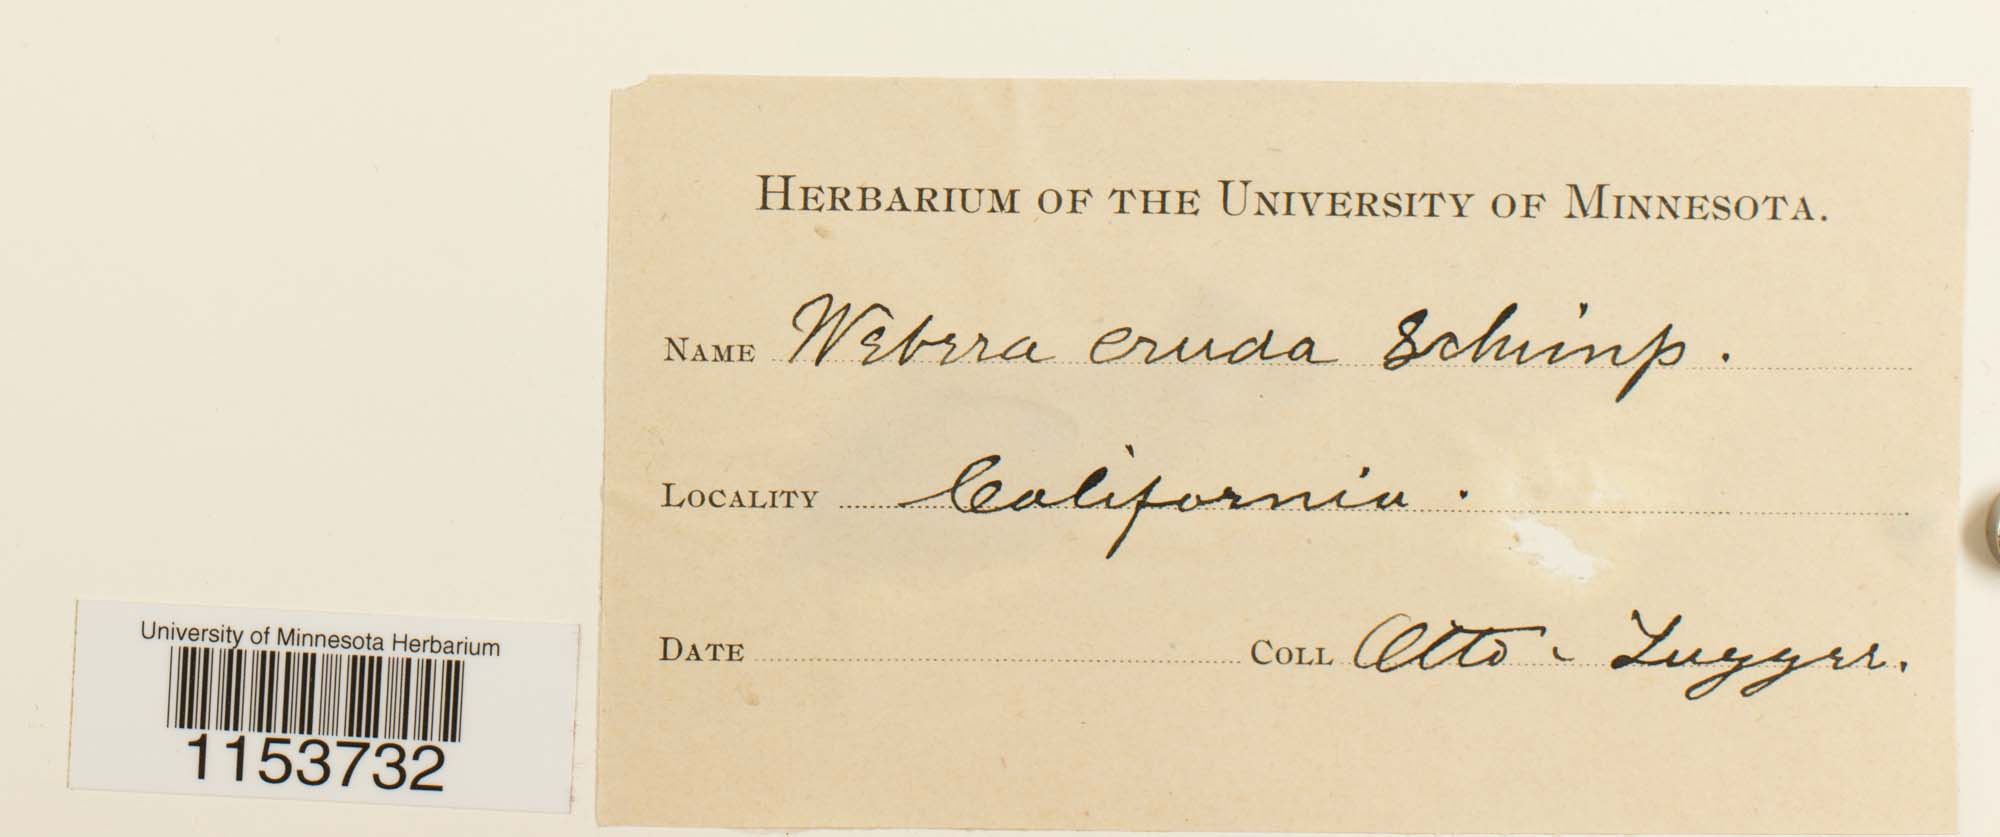 HERBARIUM OF THE UNIVERSITY OF MINNESOTA.
NAME Webera cruda Schimp.
LOCALITY California.
DATE
COLL Otto - Lugger.
University of Minnesota Herbarium
1153732